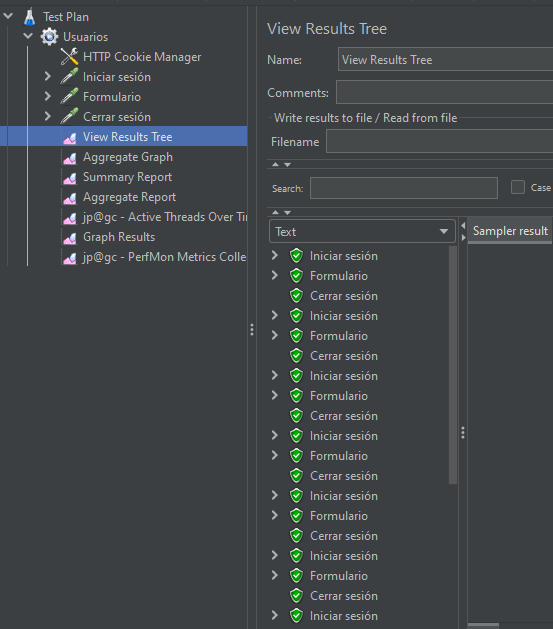 Test Plan
Usuarios
HTTP Cookie Manager
Iniciar sesión
Formulario
Cerrar sesión
View Results Tree
Aggregate Graph
Summary Report
Aggregate Report
jp@gc - Active Threads Over Ti
Graph Results
jp@gc - PerfMon Metrics Colle
View Results Tree
Name: View Results Tree
Comments:
Write results to file / Read from file
Filename
Search: Case
Text
Sampler result
Iniciar sesión
Formulario
Cerrar sesión
Iniciar sesión
Formulario
Cerrar sesión
Iniciar sesión
Formulario
Cerrar sesión
Iniciar sesión
Formulario
Cerrar sesión
Iniciar sesión
Formulario
Cerrar sesión
Iniciar sesión
Formulario
Cerrar sesión
Iniciar sesión